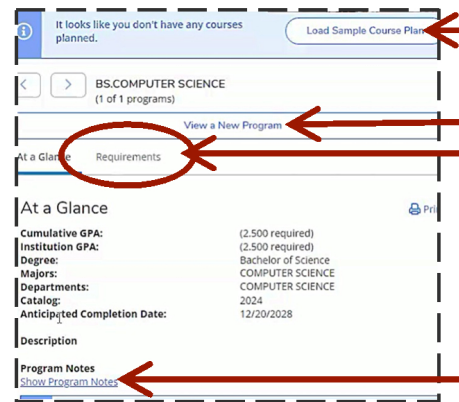 It looks like you don't have any courses
planned.
Load Sample Course Plan
BS.COMPUTER SCIENCE
(1 of 1 programs)
View a New Program
At a Glance Requirements
At a Glance
Cumulative GPA: (2.500 required)
Institution GPA: (2.500 required)
Degree: Bachelor of Science
Majors: COMPUTER SCIENCE
Departments: COMPUTER SCIENCE
Catalog: 2024
Anticipated Completion Date: 12/20/2028
Description
Program Notes
Show Program Notes